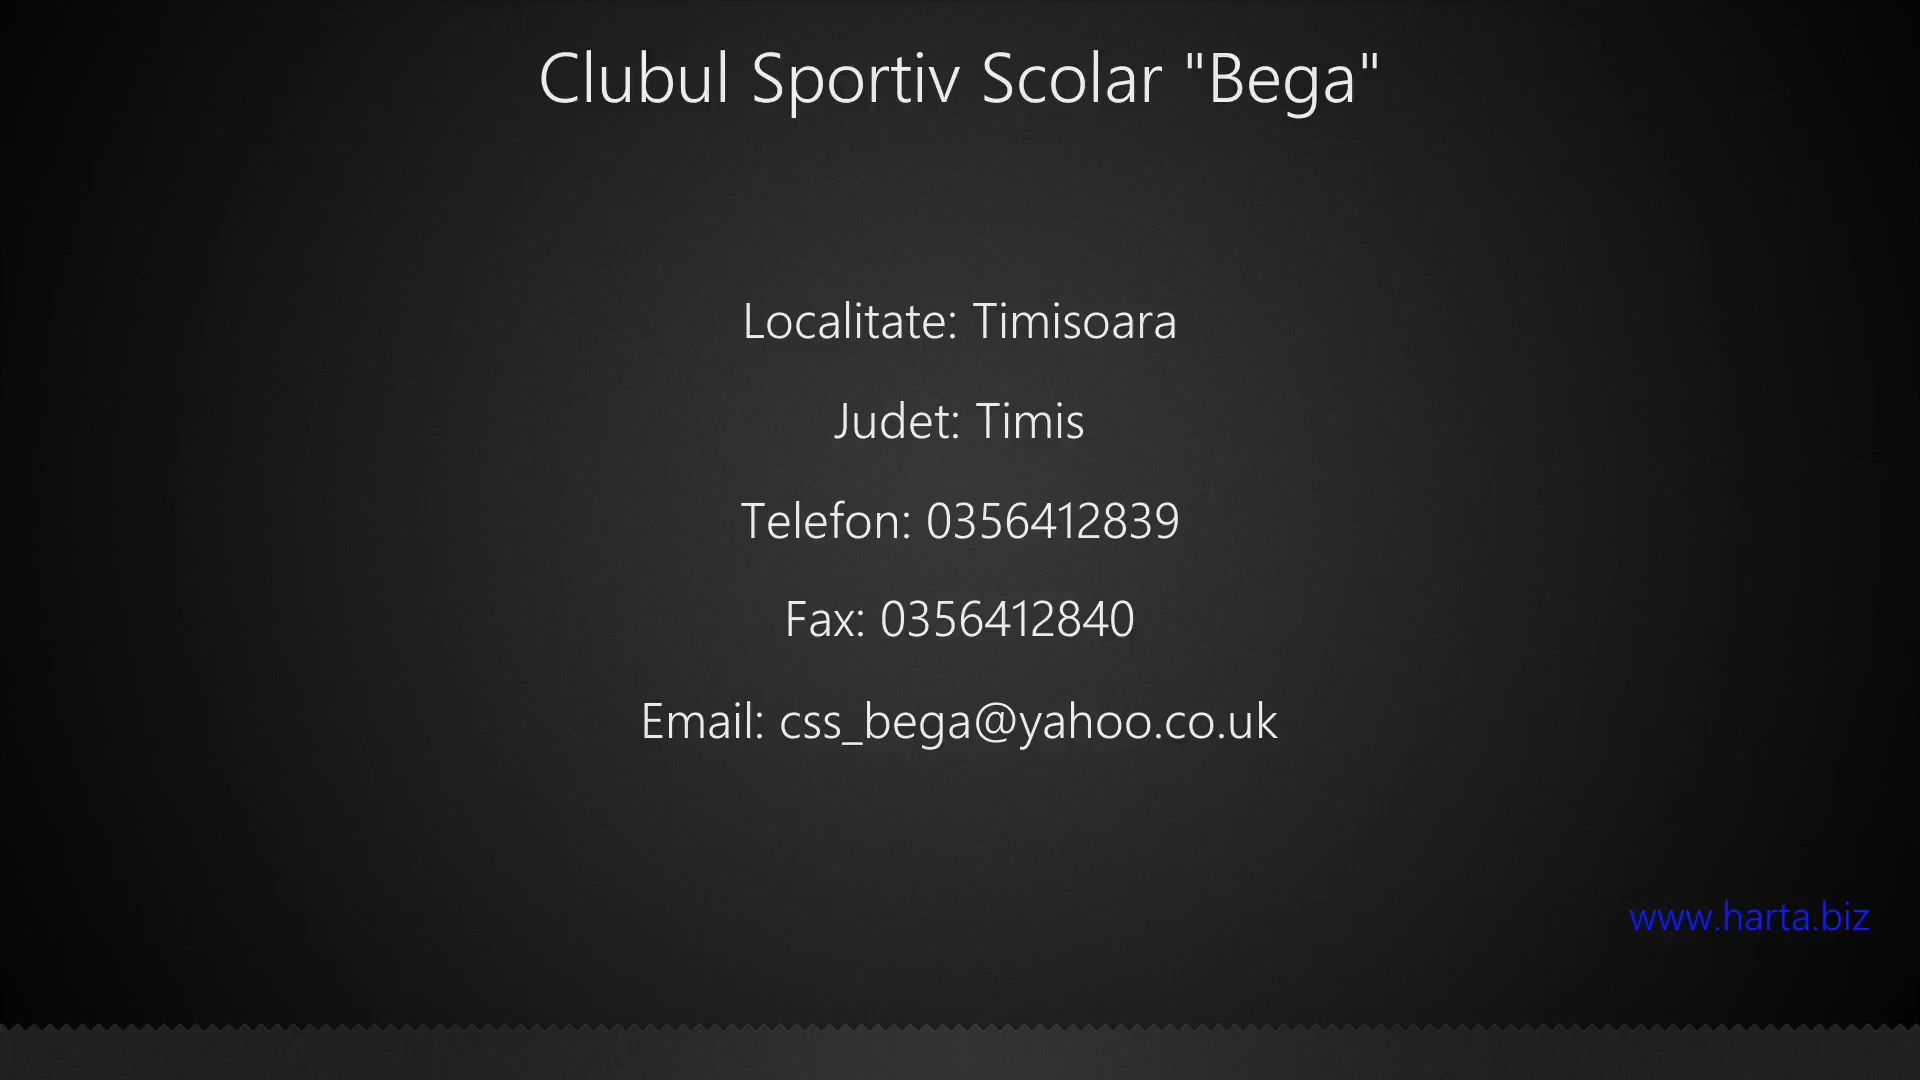 Clubul Sportiv Scolar "Bega"
Localitate: Timisoara
Judet: Timis
Telefon: 0356412839
Fax: 0356412840
Email: css_bega@yahoo.co.uk
www.harta.biz